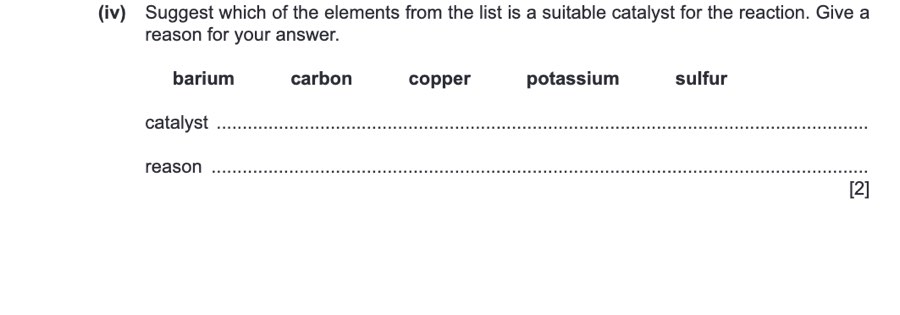 (iv) Suggest which of the elements from the list is a suitable catalyst for the reaction. Give a
reason for your answer.
barium carbon copper potassium sulfur
catalyst ..............................................................................................................................
reason ...............................................................................................................................
[2]